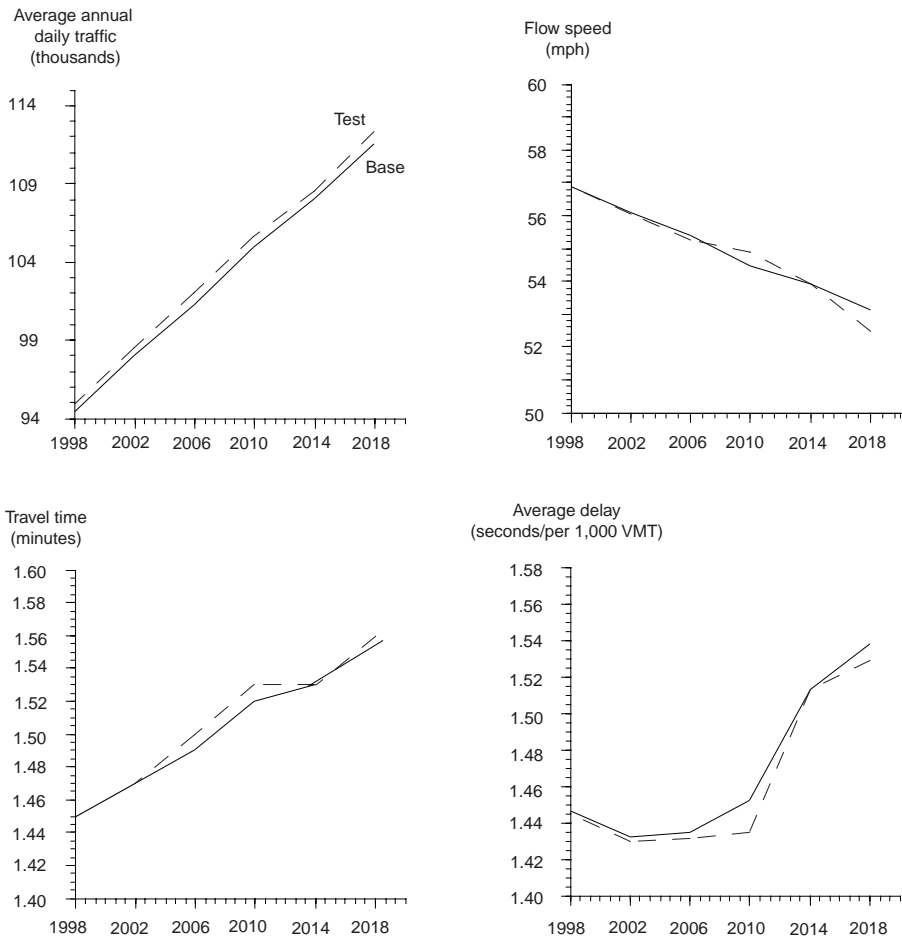 Average annual
daily traffic
(thousands)
114
109
104
99
94
Test
Base
1998 2002 2006 2010 2014 2018
Flow speed
(mph)
60
58
56
54
52
50
1998 2002 2006 2010 2014 2018
Travel time
(minutes)
1.60
1.58
1.56
1.53
1.52
1.50
1.48
1.46
1.44
1.42
1.40
1998 2002 2006 2010 2014 2018
Average delay
(seconds/per 1,000 VMT)
1.58
1.56
1.54
1.52
1.50
1.48
1.46
1.44
1.42
1.40
1998 2002 2006 2010 2014 2018